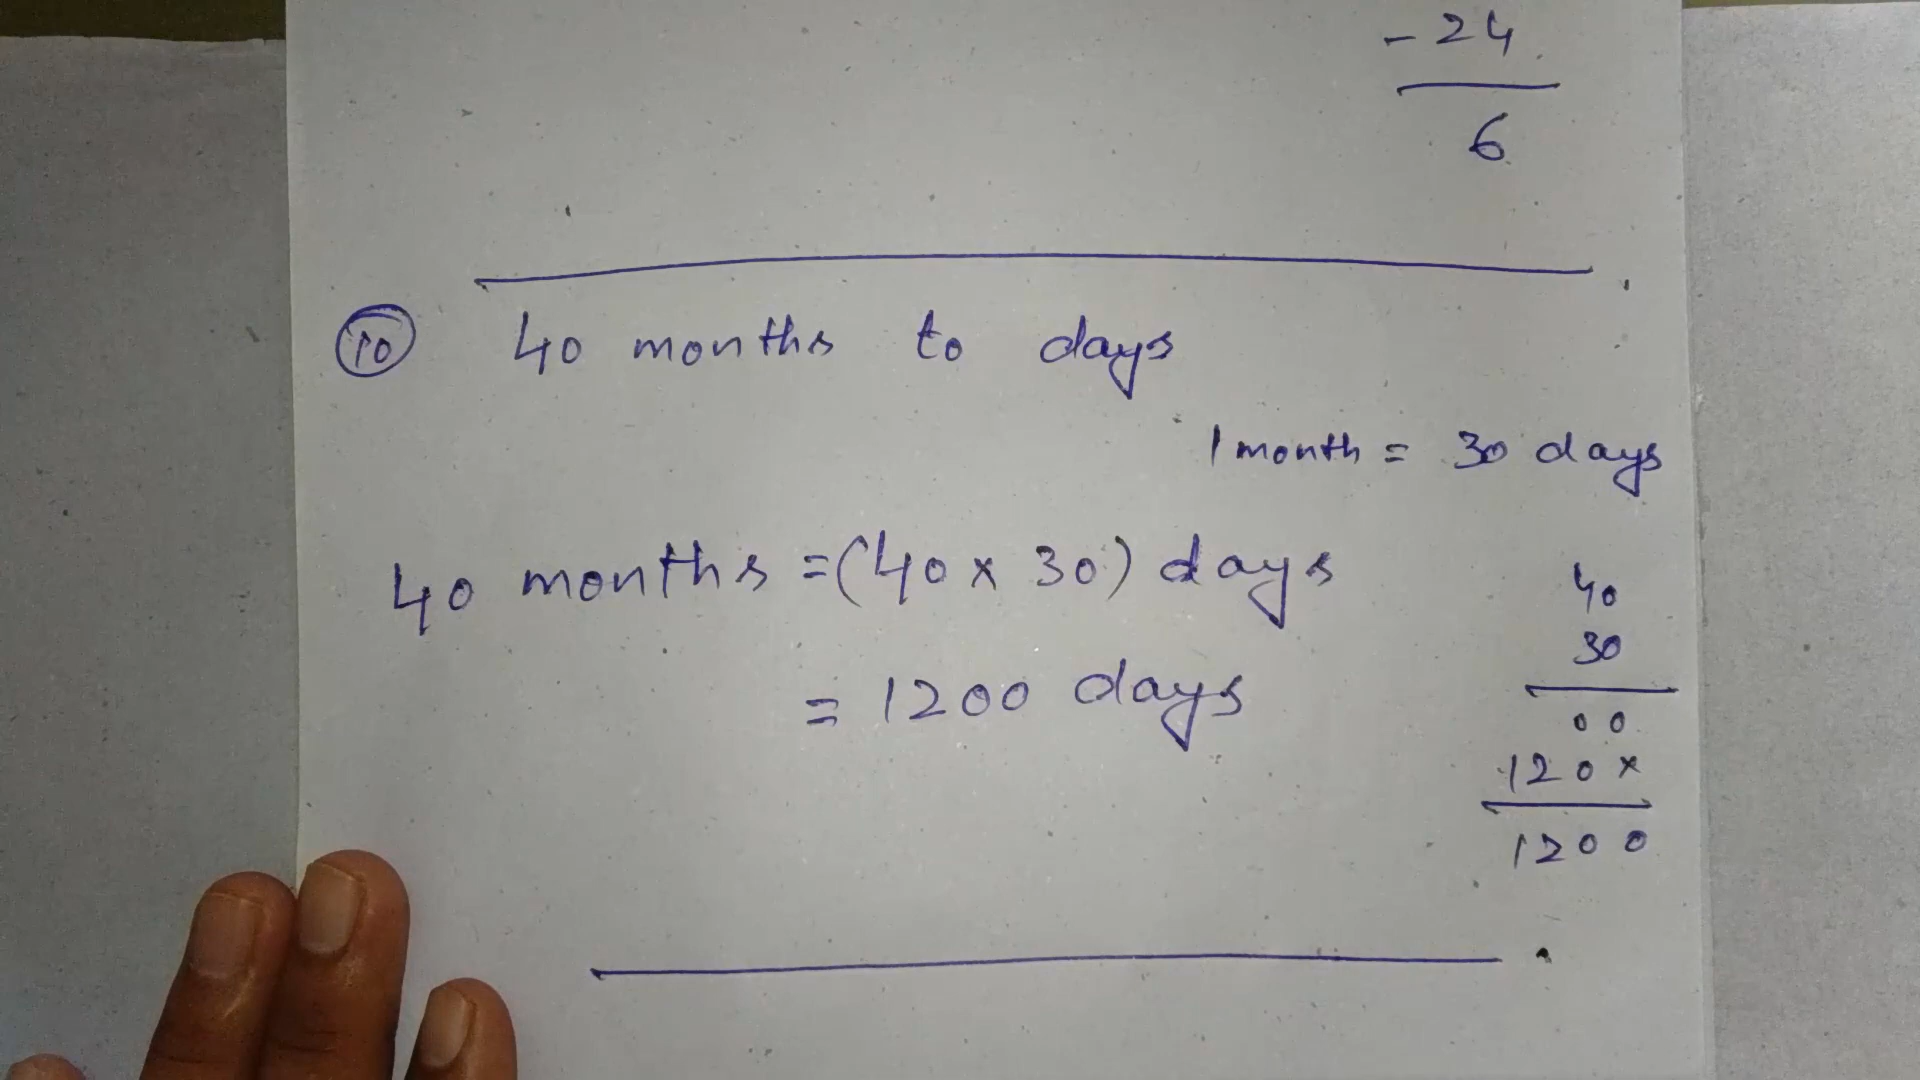 - 24
6
10 40 months to days
1 month = 30 days
40 months = (40 x 30) days
= 1200 days
40
30
00
120x
1200